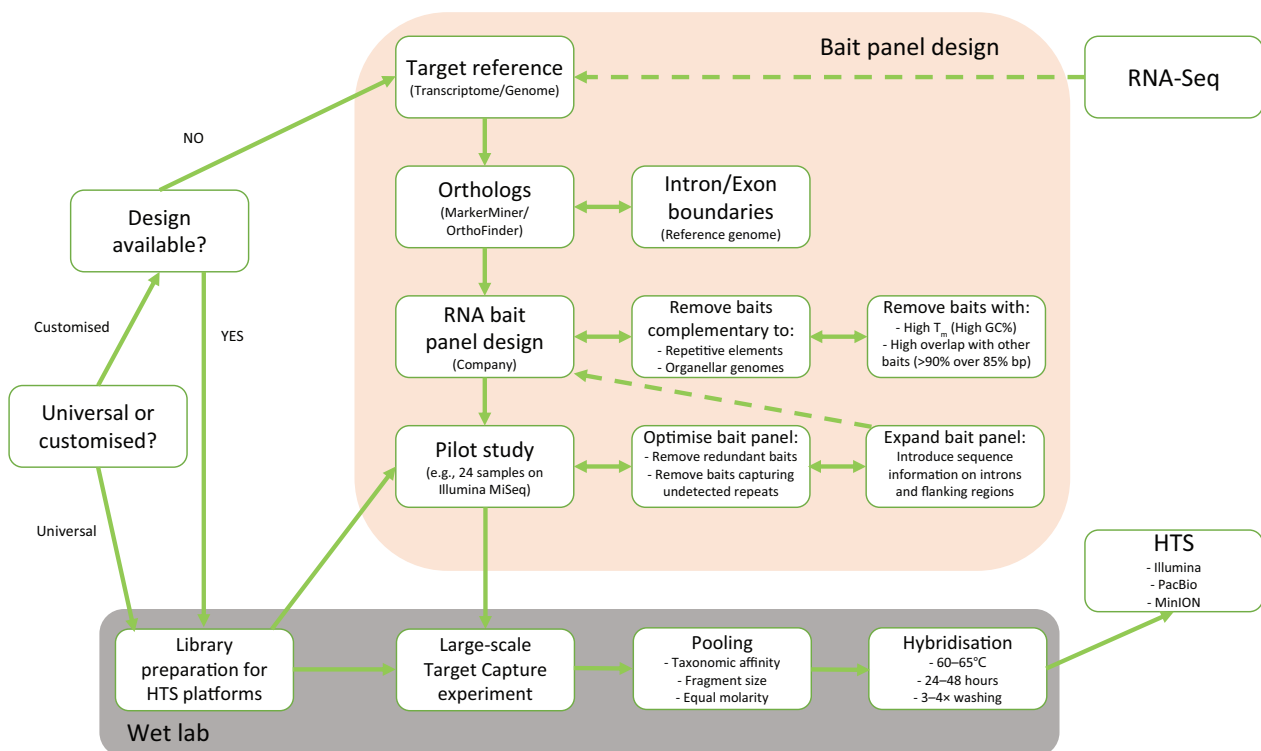 Bait panel design
Target reference
(Transcriptome/Genome)
RNA-Seq
NO
Orthologs
(MarkerMiner/
OrthoFinder)
Intron/Exon
boundaries
(Reference genome)
Design
available?
Customised
YES
RNA bait
panel design
(Company)
Remove baits
complementary to:
- Repetitive elements
- Organellar genomes
Remove baits with:
- High Tm (High GC%)
- High overlap with other
baits (>90% over 85% bp)
Universal or
customised?
Pilot study
(e.g., 24 samples on
Illumina MiSeq)
Optimise bait panel:
- Remove redundant baits
- Remove baits capturing
undetected repeats
Expand bait panel:
Introduce sequence
information on introns
and flanking regions
Universal
HTS
- Illumina
- PacBio
- MinION
Library
preparation for
HTS platforms
Large-scale
Target Capture
experiment
Pooling
- Taxonomic affinity
- Fragment size
- Equal molarity
Hybridisation
- 60–65°C
- 24–48 hours
- 3–4× washing
Wet lab